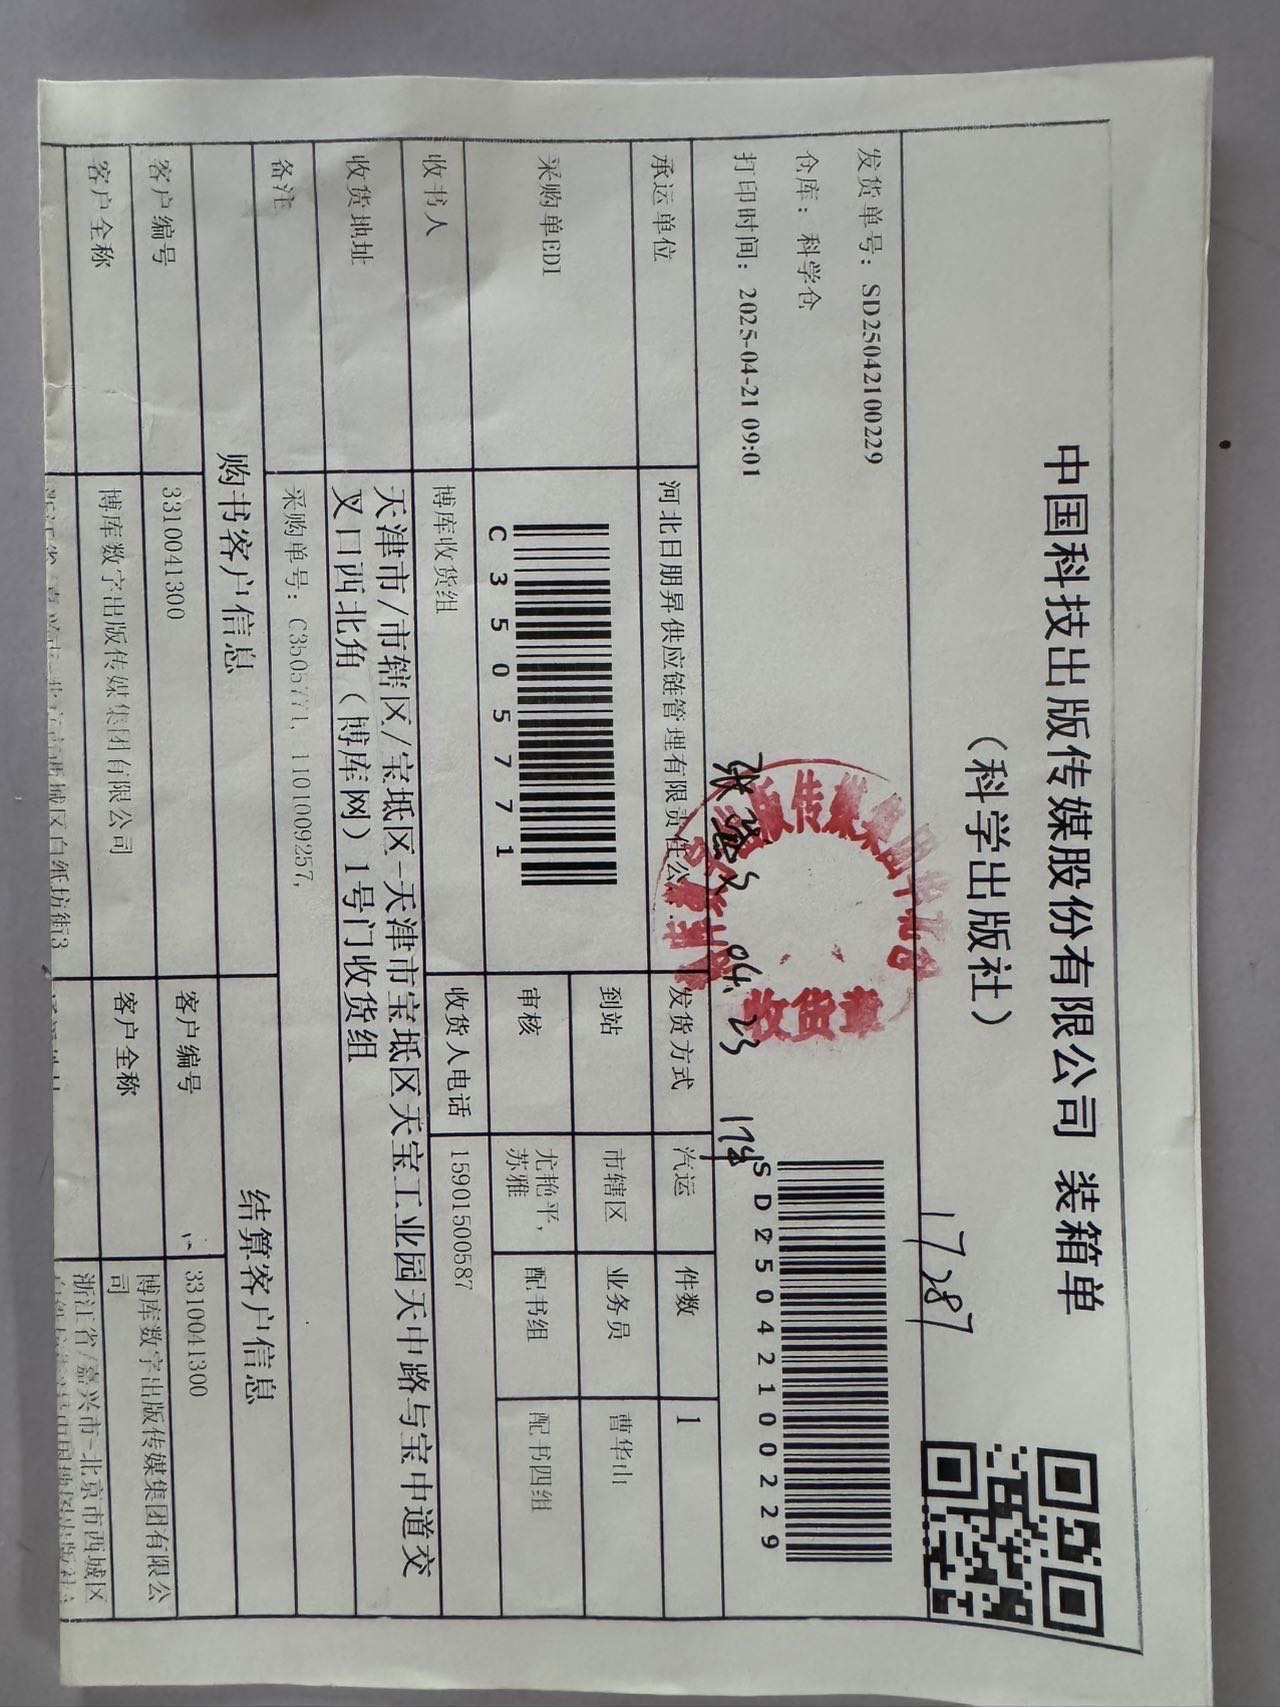 中国科技出版传媒股份有限公司 装箱单
（科学出版社）
17287
发货单号：SD25042100229
仓库：科学仓
打印时间：2025-04-21 09:01
SD25042100229
04.23
收货章
承运单位 河北日朋昇供应链管理有限责任公 发货方式 汽运 件数 1
采购单EDI
C3505771
到站 市辖区 业务员 曹华山
审核 尤艳平, 苏雅 配书组 配书四组
收书人 博库收货组 收货人电话 15901500587
收货地址 天津市/市辖区/宝坻区-天津市宝坻区天宝工业园天中路与宝中道交
叉口西北角（博库网）1号门收货组
备注 采购单号：C3505771, 1101009257,
购书客户信息 结算客户信息
客户编号 3310041300 客户编号 3310041300
客户全称 博库数字出版传媒集团有限公司 客户全称 博库数字出版传媒集团有限公
司
西城区白纸坊街3
浙江省/嘉兴市-北京市西城区